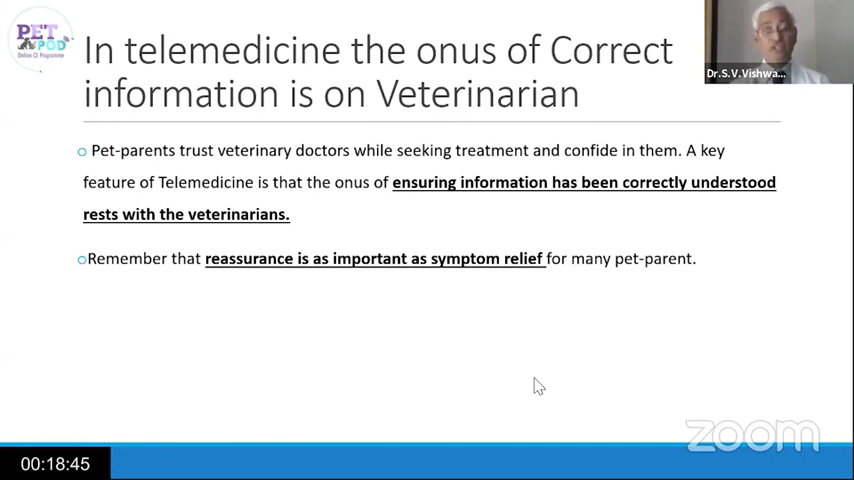 PET
POD
Online CE Programme
In telemedicine the onus of Correct
information is on Veterinarian
Dr.S.V.Vishwa...
o Pet-parents trust veterinary doctors while seeking treatment and confide in them. A key
feature of Telemedicine is that the onus of ensuring information has been correctly understood
rests with the veterinarians.
oRemember that reassurance is as important as symptom relief for many pet-parent.
zoom
00:18:45